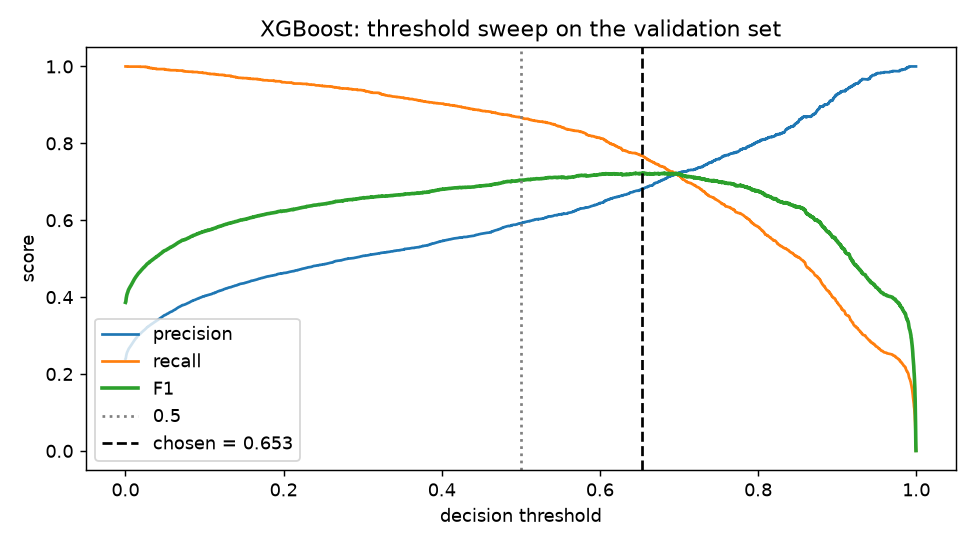 XGBoost: threshold sweep on the validation set
score
1.0
0.8
0.6
0.4
0.2
0.0
precision
recall
F1
0.5
chosen = 0.653
0.0 0.2 0.4 0.6 0.8 1.0
decision threshold